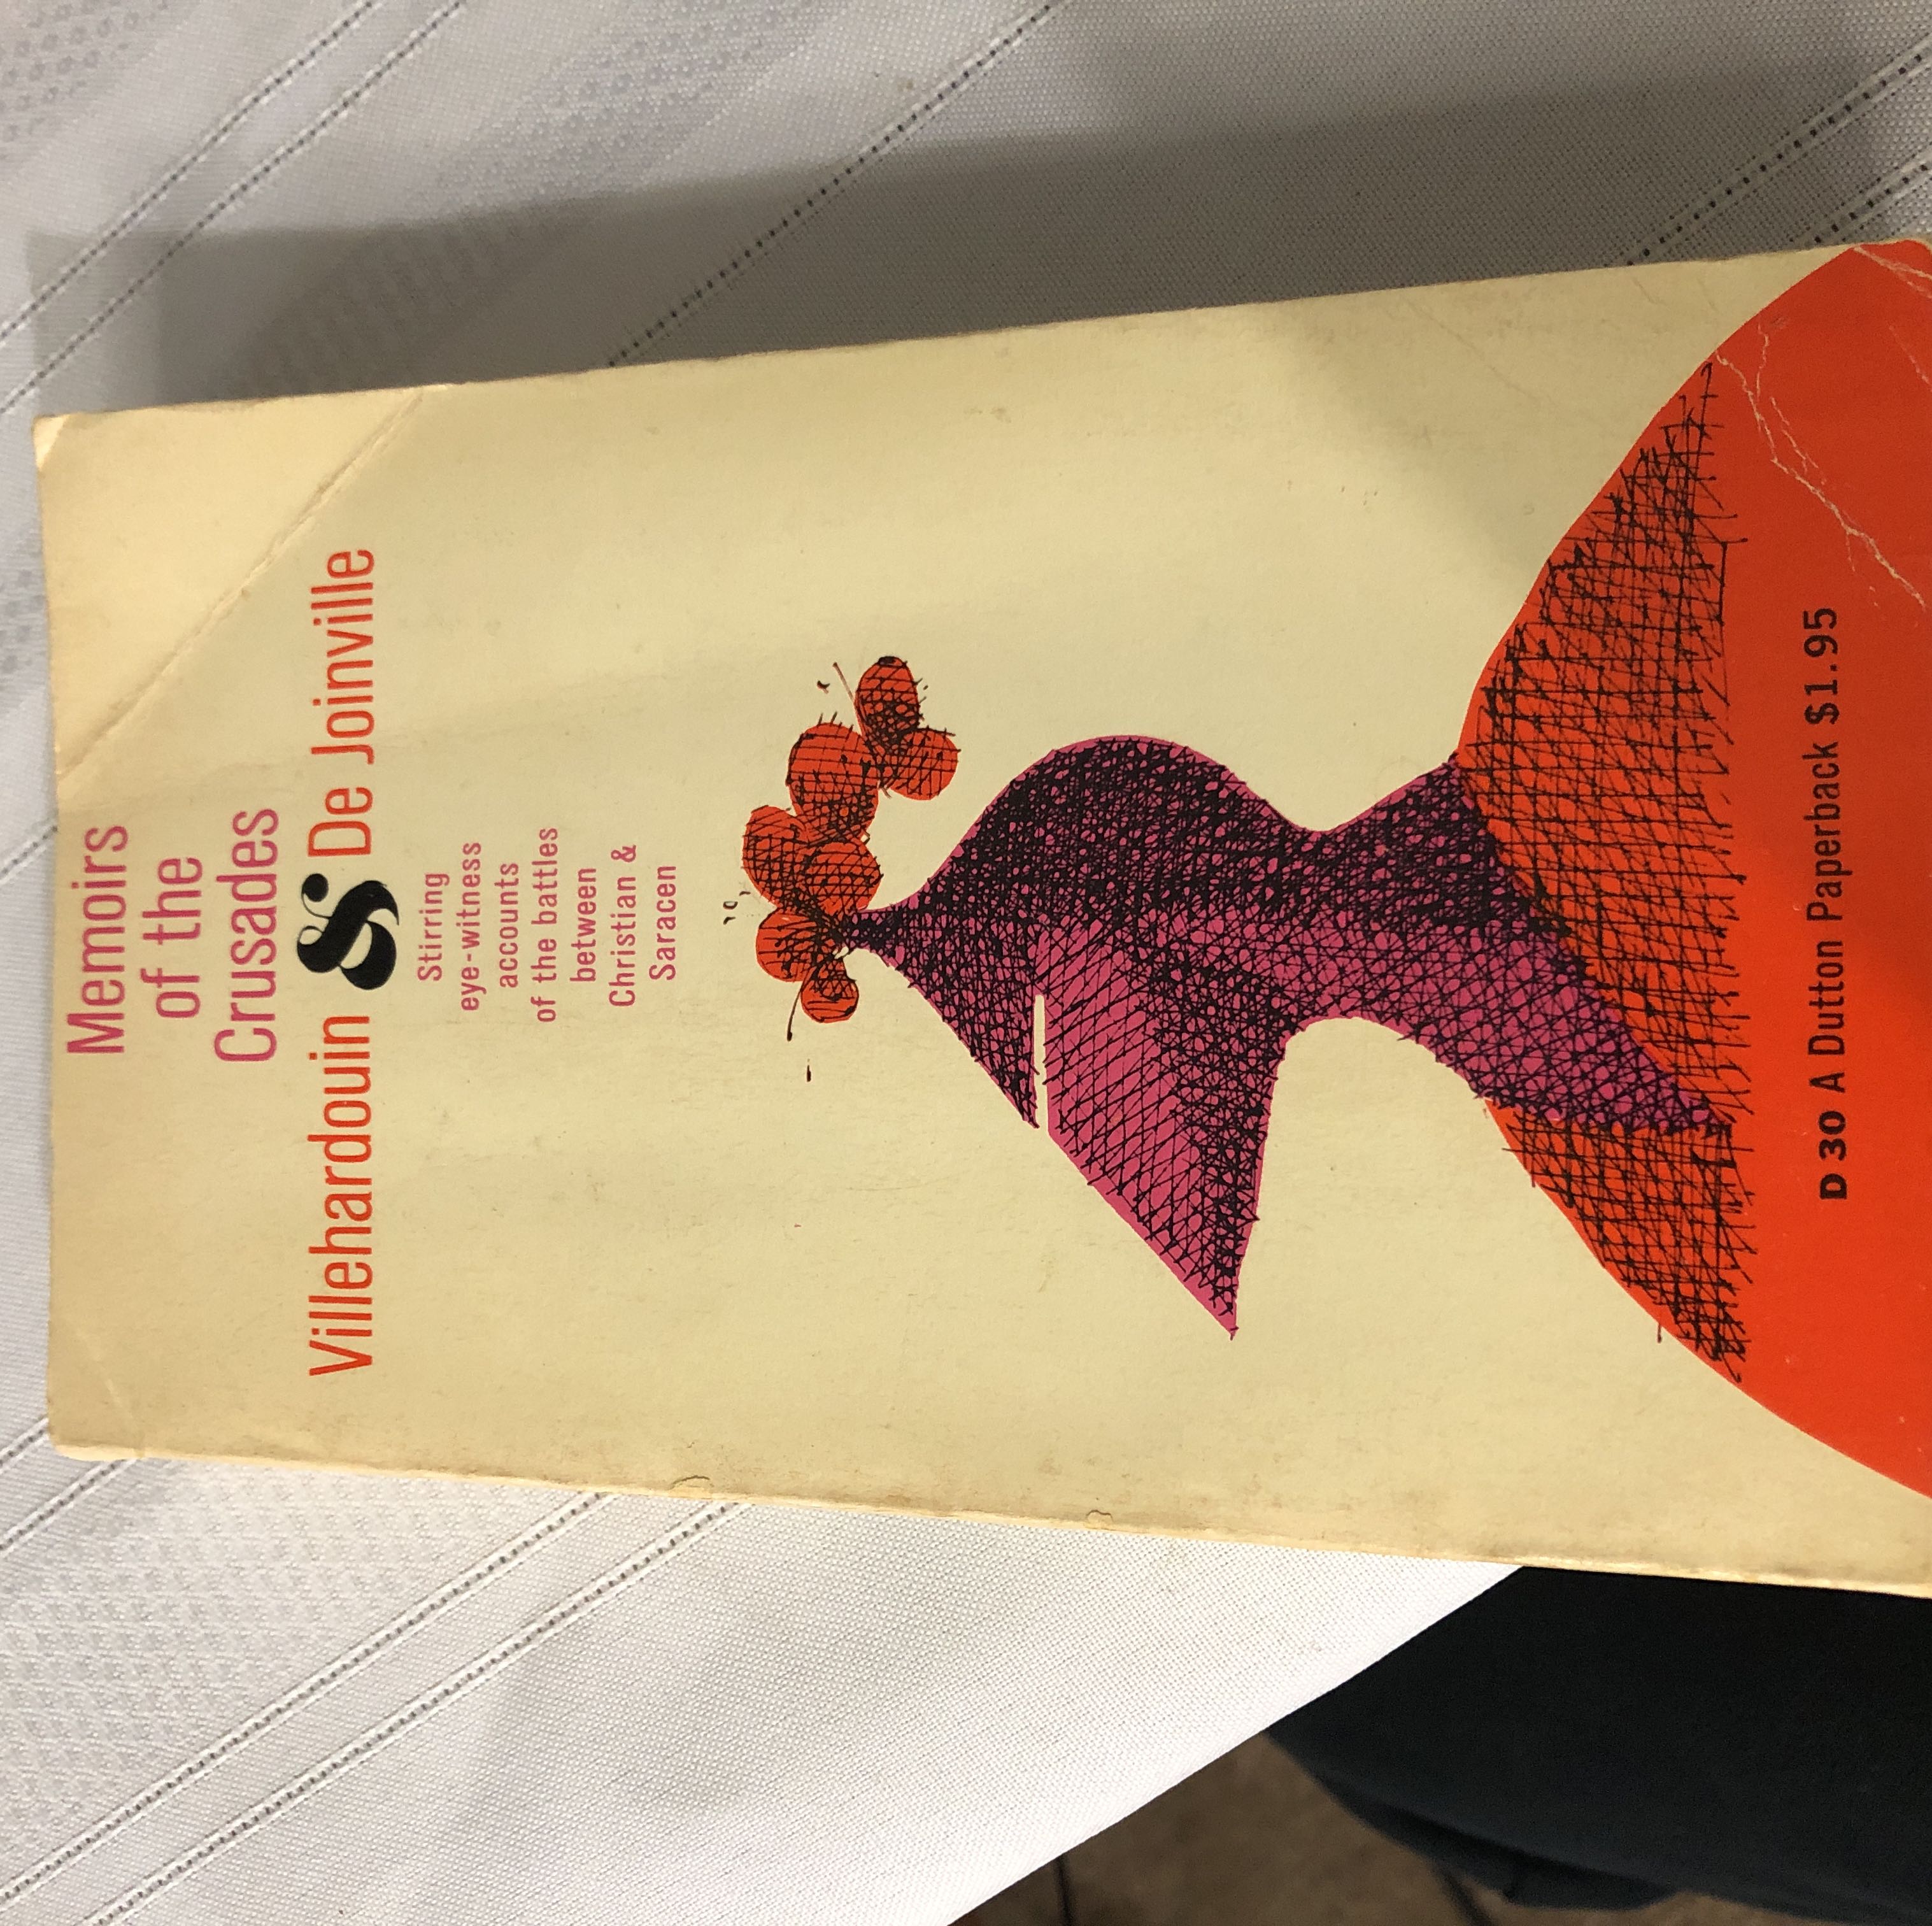 Memoirs
of the
Crusades
Villehardouin & De Joinville
Stirring
eye-witness
accounts
of the battles
between
Christian &
Saracen
D 30 A Dutton Paperback $1.95